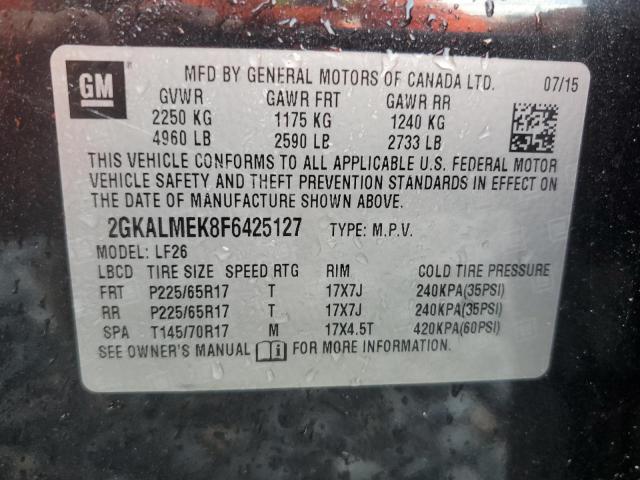 GM
MFD BY GENERAL MOTORS OF CANADA LTD. 07/15
GVWR GAWR FRT GAWR RR
2250 KG 1175 KG 1240 KG
4960 LB 2590 LB 2733 LB
THIS VEHICLE CONFORMS TO ALL APPLICABLE U.S. FEDERAL MOTOR
VEHICLE SAFETY AND THEFT PREVENTION STANDARDS IN EFFECT ON
THE DATE OF MANUFACTURE SHOWN ABOVE.
2GKALMEK8F6425127 TYPE: M.P.V.
MODEL: LF26
LBCD TIRE SIZE SPEED RTG RIM COLD TIRE PRESSURE
FRT P225/65R17 T 17X7J 240KPA(35PSI)
RR P225/65R17 T 17X7J 240KPA(35PSI)
SPA T145/70R17 M 17X4.5T 420KPA(60PSI)
SEE OWNER'S MANUAL FOR MORE INFORMATION.